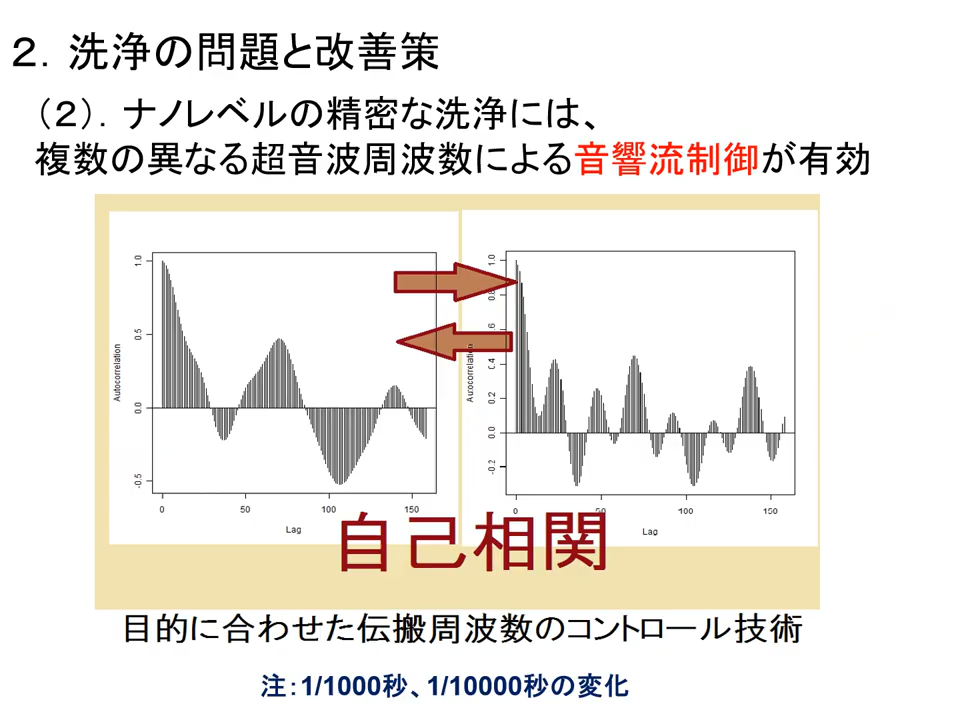 ２．洗浄の問題と改善策
（２）．ナノレベルの精密な洗浄には、
複数の異なる超音波周波数による音響流制御が有効
1.0
0.5
0.0
-0.5
Autocorrelation
0 50 100 150
Lag
1.0
0.8
0.6
0.4
0.2
0.0
-0.2
Autocorrelation
0 50 100 150
Lag
自己相関
目的に合わせた伝搬周波数のコントロール技術
注：1/1000秒、1/10000秒の変化